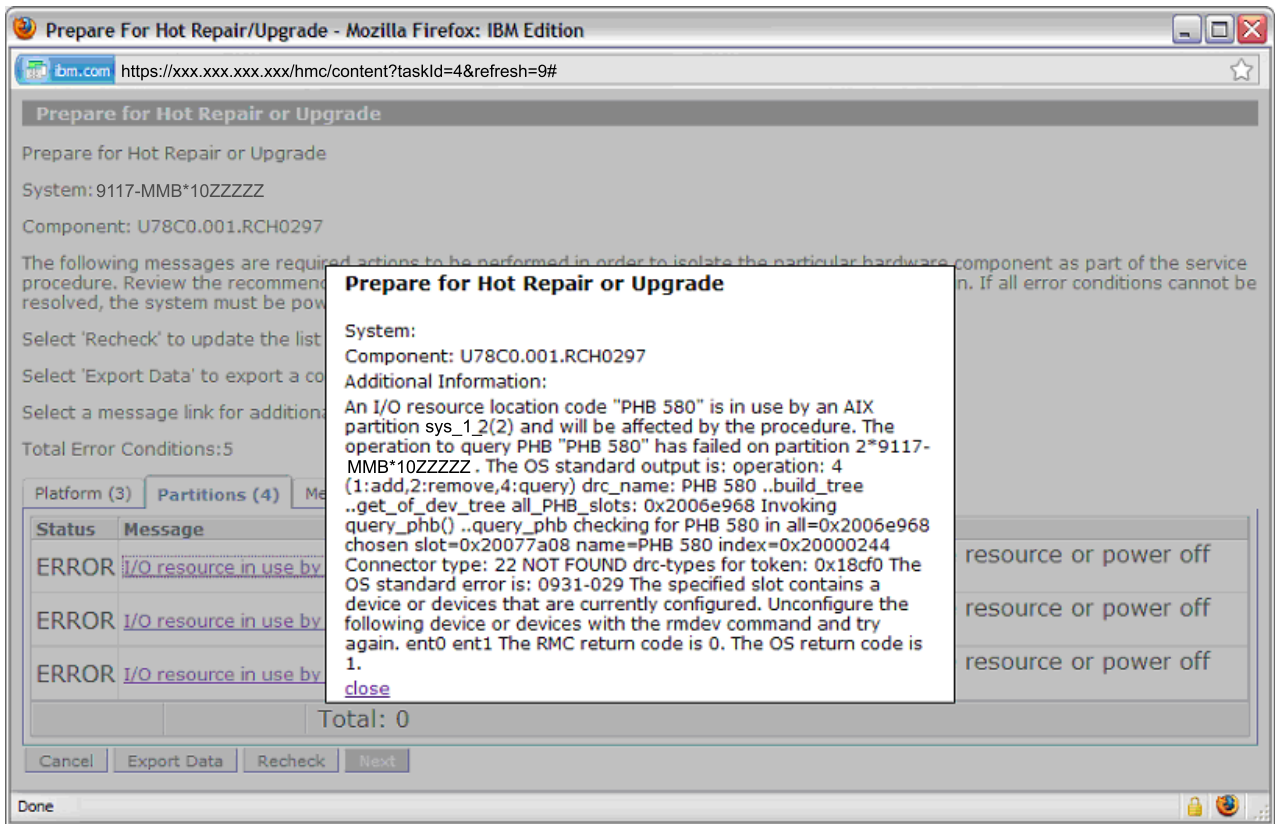 Prepare For Hot Repair/Upgrade - Mozilla Firefox: IBM Edition
ibm.com https://xxx.xxx.xxx.xxx/hmc/content?taskId=4&refresh=9#
Prepare for Hot Repair or Upgrade
Prepare for Hot Repair or Upgrade
System: 9117-MMB*10ZZZZZ
Component: U78C0.001.RCH0297
The following messages are required actions to be performed in order to isolate the particular hardware component as part of the service
procedure. Review the recommen n. If all error conditions cannot be
resolved, the system must be pow
Select 'Recheck' to update the list
Select 'Export Data' to export a co
Select a message link for additiona
Total Error Conditions:5
Platform (3) Partitions (4) Me
Status Message
ERROR I/O resource in use by resource or power off
ERROR I/O resource in use by resource or power off
ERROR I/O resource in use by resource or power off
Total: 0
Cancel Export Data Recheck Next
Done
Prepare for Hot Repair or Upgrade
System:
Component: U78C0.001.RCH0297
Additional Information:
An I/O resource location code "PHB 580" is in use by an AIX
partition sys_1_2(2) and will be affected by the procedure. The
operation to query PHB "PHB 580" has failed on partition 2*9117-
MMB*10ZZZZZ . The OS standard output is: operation: 4
(1:add,2:remove,4:query) drc_name: PHB 580 ..build_tree
..get_of_dev_tree all_PHB_slots: 0x2006e968 Invoking
query_phb() ..query_phb checking for PHB 580 in all=0x2006e968
chosen slot=0x20077a08 name=PHB 580 index=0x20000244
Connector type: 22 NOT FOUND drc-types for token: 0x18cf0 The
OS standard error is: 0931-029 The specified slot contains a
device or devices that are currently configured. Unconfigure the
following device or devices with the rmdev command and try
again. ent0 ent1 The RMC return code is 0. The OS return code is
1.
close